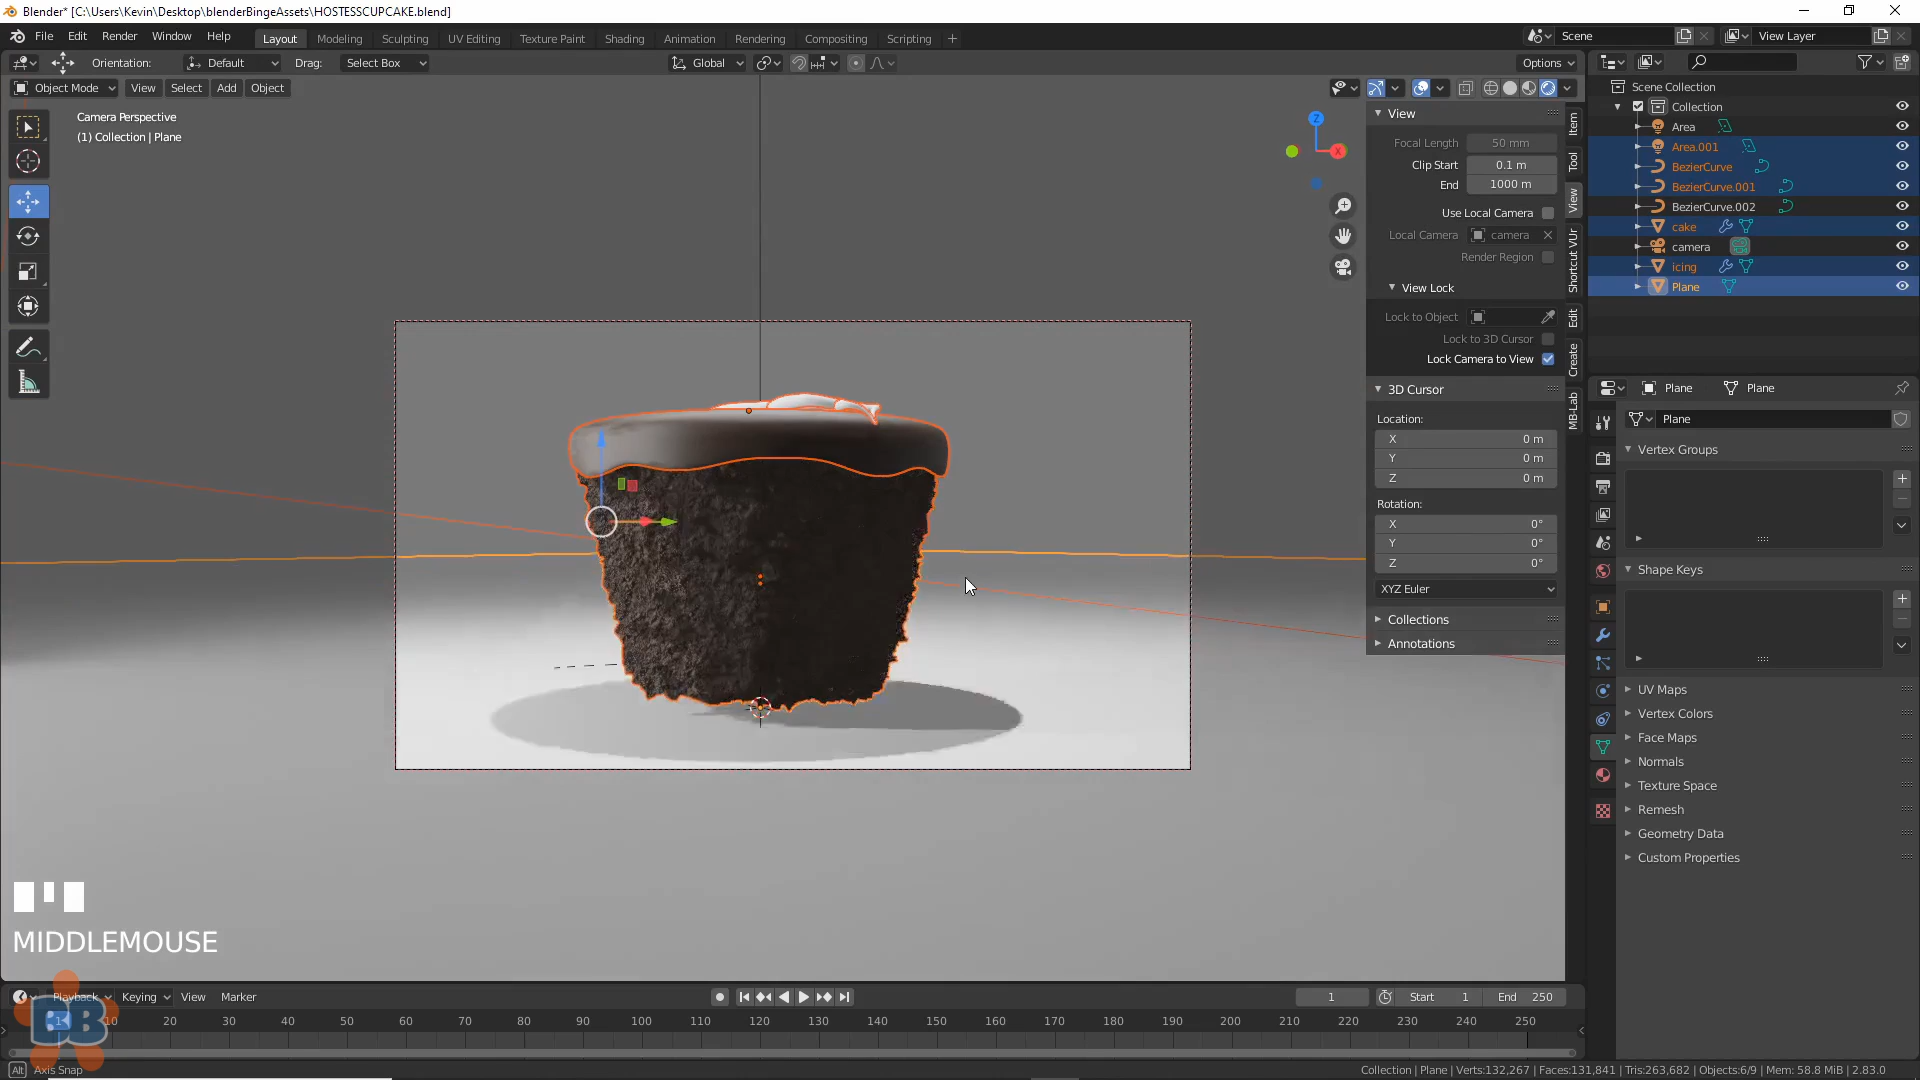 Blender* [C:\Users\Kevin\Desktop\blenderBingeAssets\HOSTESSCUPCAKE.blend]
File Edit Render Window Help Layout Modeling Sculpting UV Editing Texture Paint Shading Animation Rendering Compositing Scripting Scene View Layer
Orientation: Default Drag: Select Box Global Options
Object Mode View Select Add Object
Camera Perspective
(1) Collection | Plane
Z
X
View
Focal Length 50 mm
Clip Start 0.1 m
End 1000 m
Use Local Camera
Local Camera camera
Render Region
View Lock
Lock to Object
Lock to 3D Cursor
Lock Camera to View
3D Cursor
Location:
X 0 m
Y 0 m
Z 0 m
Rotation:
X 0°
Y 0°
Z 0°
XYZ Euler
Collections
Annotations
Item
Tool
View
Shortcut VUr
Edit
Create
MB-Lab
Scene Collection
Collection
Area
Area.001
BezierCurve
BezierCurve.001
BezierCurve.002
cake
camera
icing
Plane
Plane Plane
Plane
Vertex Groups
Shape Keys
UV Maps
Vertex Colors
Face Maps
Normals
Texture Space
Remesh
Geometry Data
Custom Properties
MIDDLEMOUSE
Playback Keying View Marker 1 Start 1 End 250
1 10 20 30 40 50 60 70 80 90 100 110 120 130 140 150 160 170 180 190 200 210 220 230 240 250
BB
Alt Axis Snap
Collection | Plane | Verts:132,267 | Faces:131,841 | Tris:263,682 | Objects:6/9 | Mem: 58.8 MiB | 2.83.0